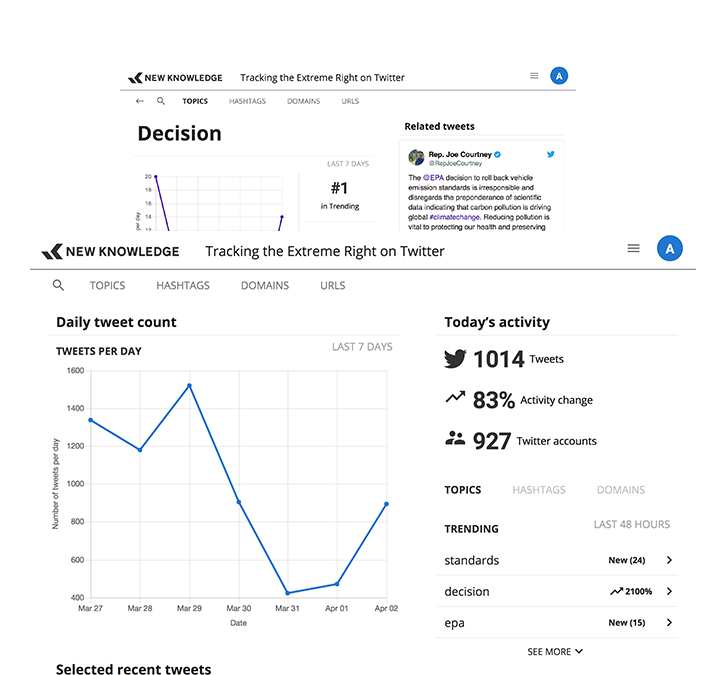 NEW KNOWLEDGE Tracking the Extreme Right on Twitter A
TOPICS HASHTAGS DOMAINS URLS
Decision
LAST 7 DAYS
20
18
16
14
12
per day
#1
in Trending
Related tweets
Rep. Joe Courtney
@RepJoeCourtney
The @EPA decision to roll back vehicle
emission standards is irresponsible and
disregards the preponderance of scientific
data indicating that carbon pollution is driving
global #climatechange. Reducing pollution is
vital to protecting our health and preserving
NEW KNOWLEDGE Tracking the Extreme Right on Twitter A
TOPICS HASHTAGS DOMAINS URLS
Daily tweet count
TWEETS PER DAY LAST 7 DAYS
1600
1400
1200
1000
800
600
400
Number of tweets per day
Mar 27 Mar 28 Mar 29 Mar 30 Mar 31 Apr 01 Apr 02
Date
Selected recent tweets
Today's activity
1014 Tweets
83% Activity change
927 Twitter accounts
TOPICS HASHTAGS DOMAINS
TRENDING LAST 48 HOURS
standards New (24)
decision 2100%
epa New (15)
SEE MORE